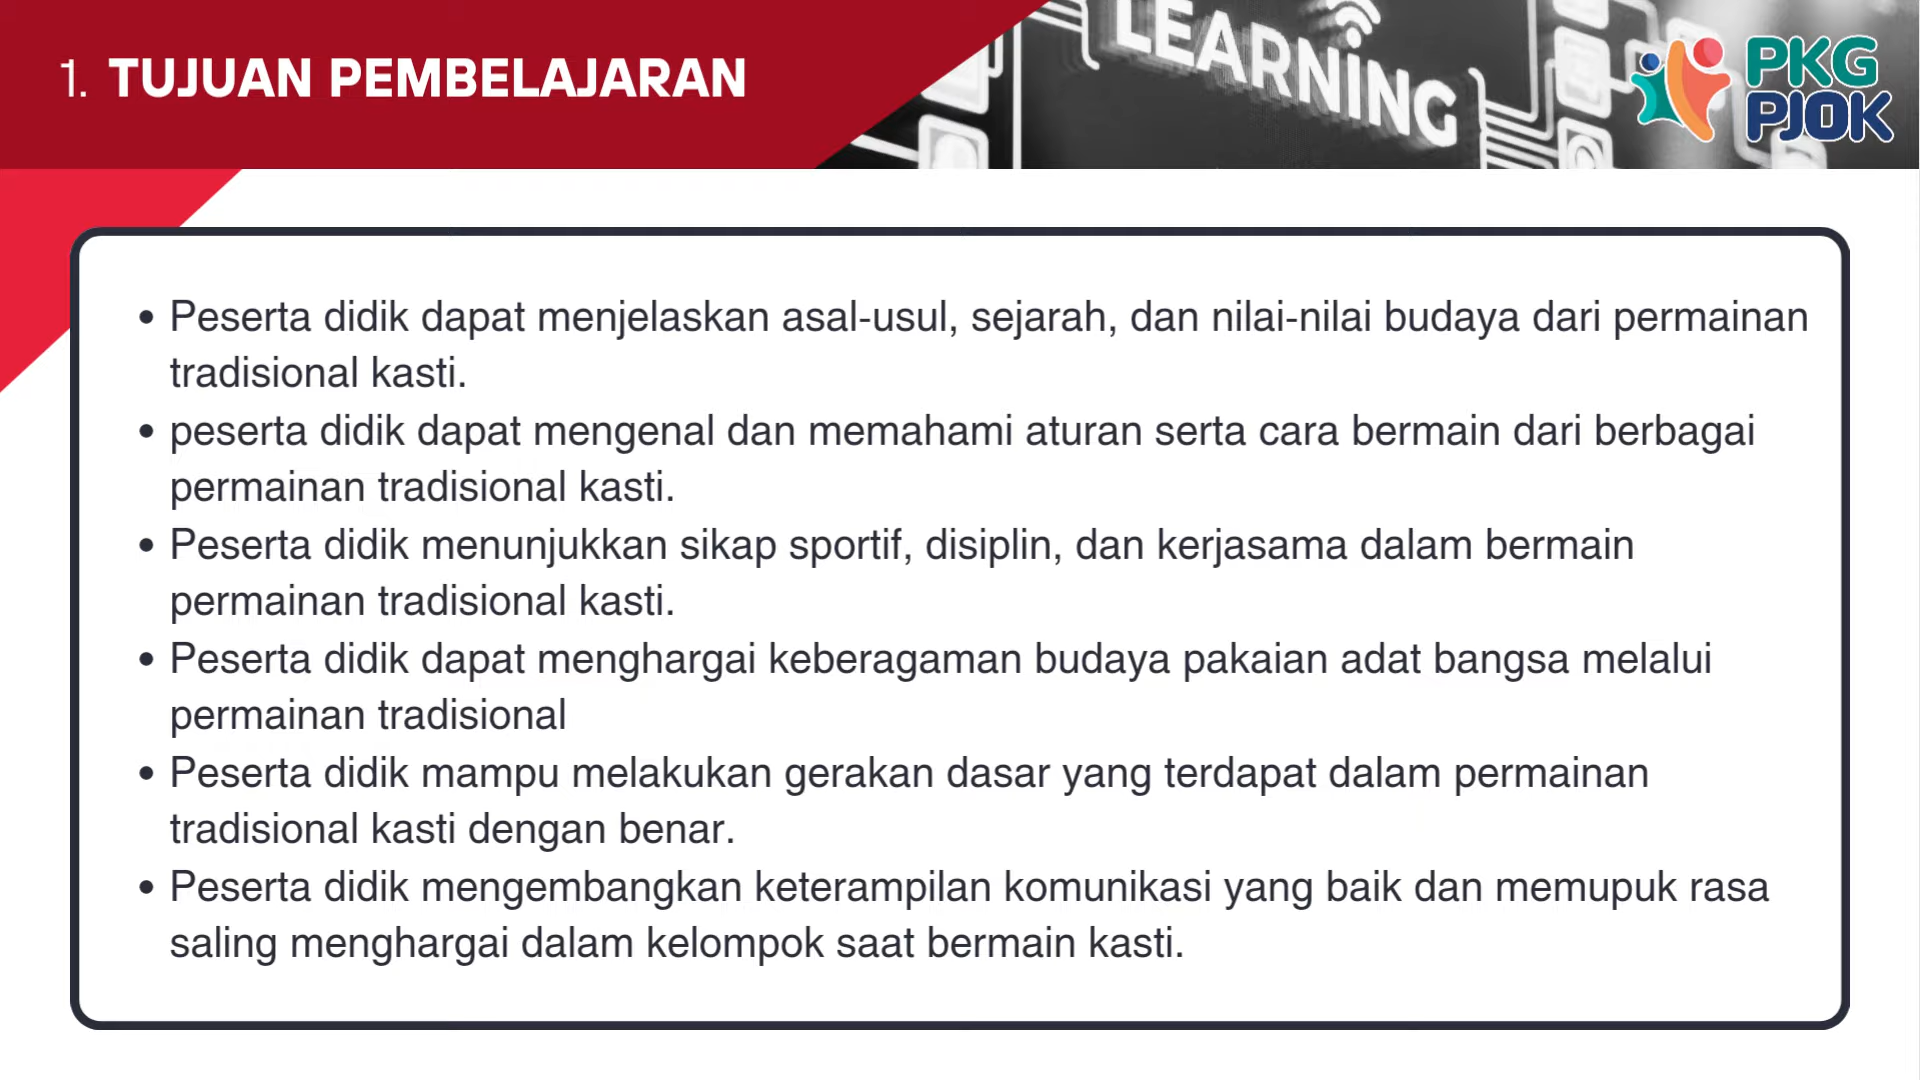 LEARNING
1. TUJUAN PEMBELAJARAN
PKG
PJOK
• Peserta didik dapat menjelaskan asal-usul, sejarah, dan nilai-nilai budaya dari permainan
tradisional kasti.
• peserta didik dapat mengenal dan memahami aturan serta cara bermain dari berbagai
permainan tradisional kasti.
• Peserta didik menunjukkan sikap sportif, disiplin, dan kerjasama dalam bermain
permainan tradisional kasti.
• Peserta didik dapat menghargai keberagaman budaya pakaian adat bangsa melalui
permainan tradisional
• Peserta didik mampu melakukan gerakan dasar yang terdapat dalam permainan
tradisional kasti dengan benar.
• Peserta didik mengembangkan keterampilan komunikasi yang baik dan memupuk rasa
saling menghargai dalam kelompok saat bermain kasti.